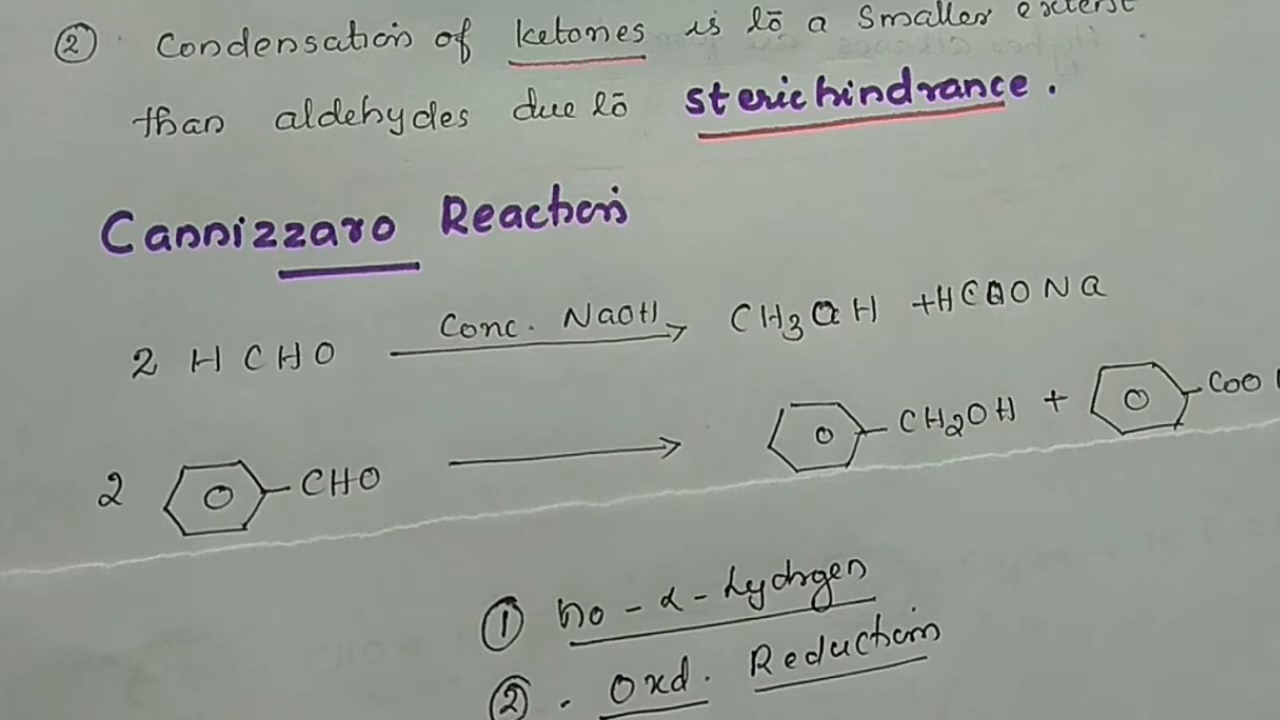 ② Condensation of ketones is to a smaller extent
than aldehydes due to steric hindrance.
Cannizzaro Reaction
2 HCHO Conc. NaOH → CH3OH + HCOONa
2 CHO → CH2OH + COO
① no-α-hydrogen
② . Oxd. Reduction